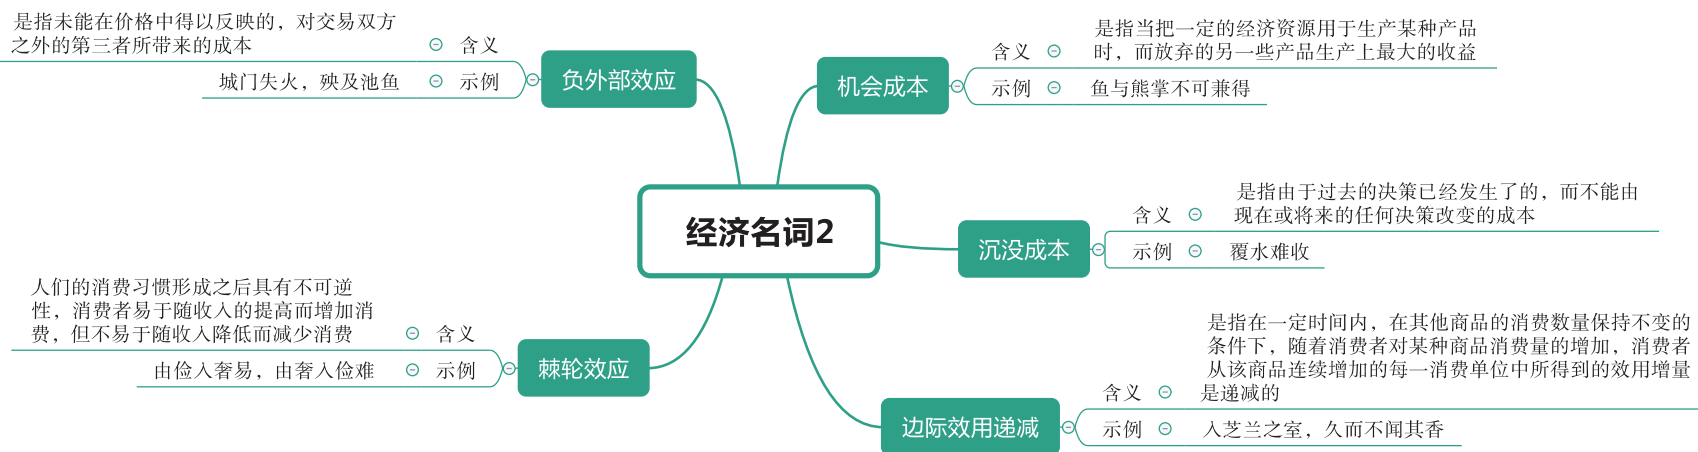 经济名词2
负外部效应
含义
是指未能在价格中得以反映的，对交易双方
之外的第三者所带来的成本
示例
城门失火，殃及池鱼
机会成本
含义
是指当把一定的经济资源用于生产某种产品
时，而放弃的另一些产品生产上最大的收益
示例
鱼与熊掌不可兼得
沉没成本
含义
是指由于过去的决策已经发生了的，而不能由
现在或将来的任何决策改变的成本
示例
覆水难收
棘轮效应
含义
人们的消费习惯形成之后具有不可逆
性，消费者易于随收入的提高而增加消
费，但不易于随收入降低而减少消费
示例
由俭入奢易，由奢入俭难
边际效用递减
含义
是指在一定时间内，在其他商品的消费数量保持不变的
条件下，随着消费者对某种商品消费量的增加，消费者
从该商品连续增加的每一消费单位中所得到的效用增量
是递减的
示例
入芝兰之室，久而不闻其香